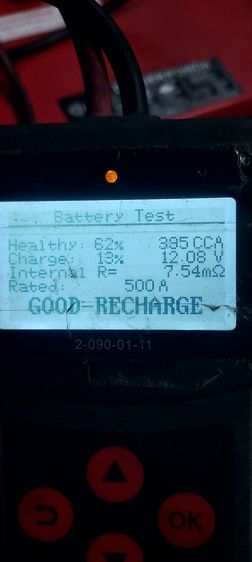 Battery Test
Healthy: 62% 395 CCA
Charge: 13% 12.08 V
Internal R= 7.54mΩ
Rated: 500 A
GOOD-RECHARGE
2-090-01-11
OK